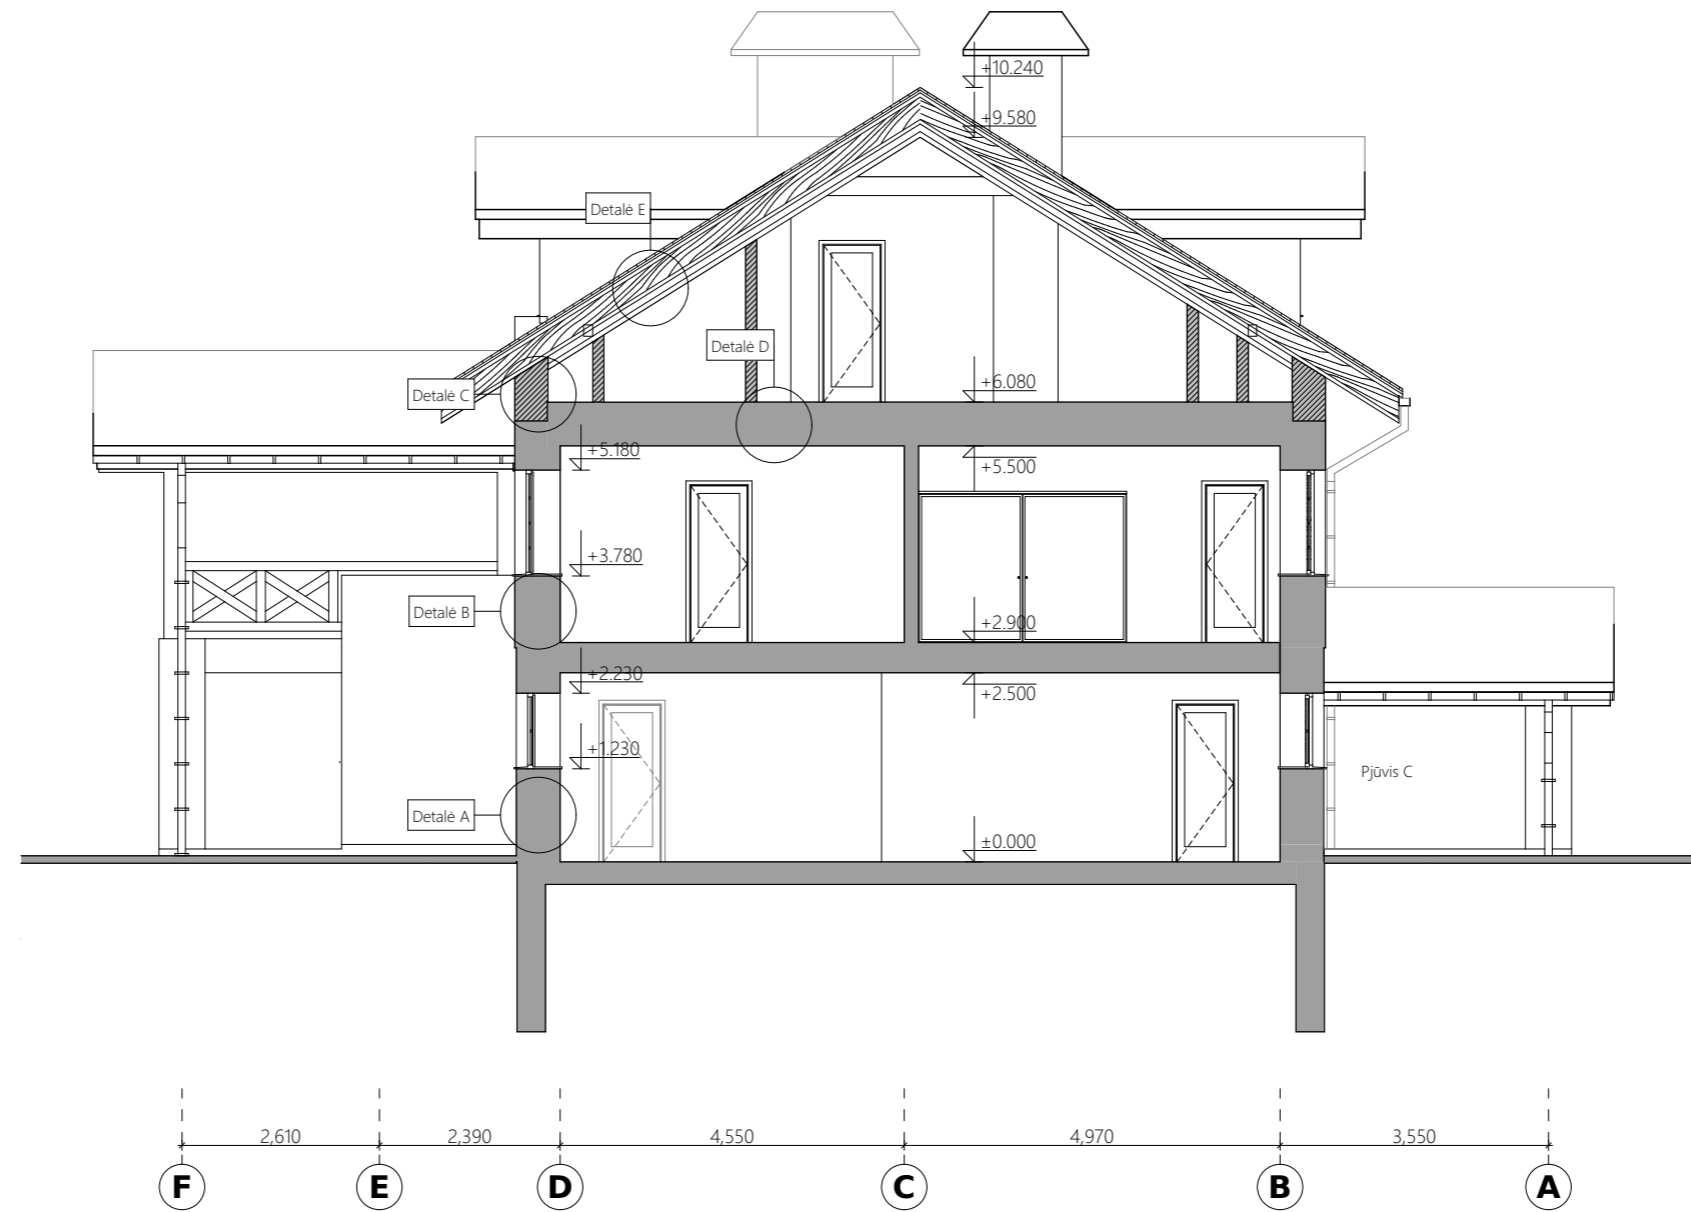 +10.240
+9.580
Detalė E
Detalė D
+6.080
Detalė C
+5.180
+5.500
+3.780
Detalė B
+2.900
+2.230
+2.500
+1.230
Pjūvis C
Detalė A
±0.000
2,610 2,390 4,550 4,970 3,550
F E D C B A